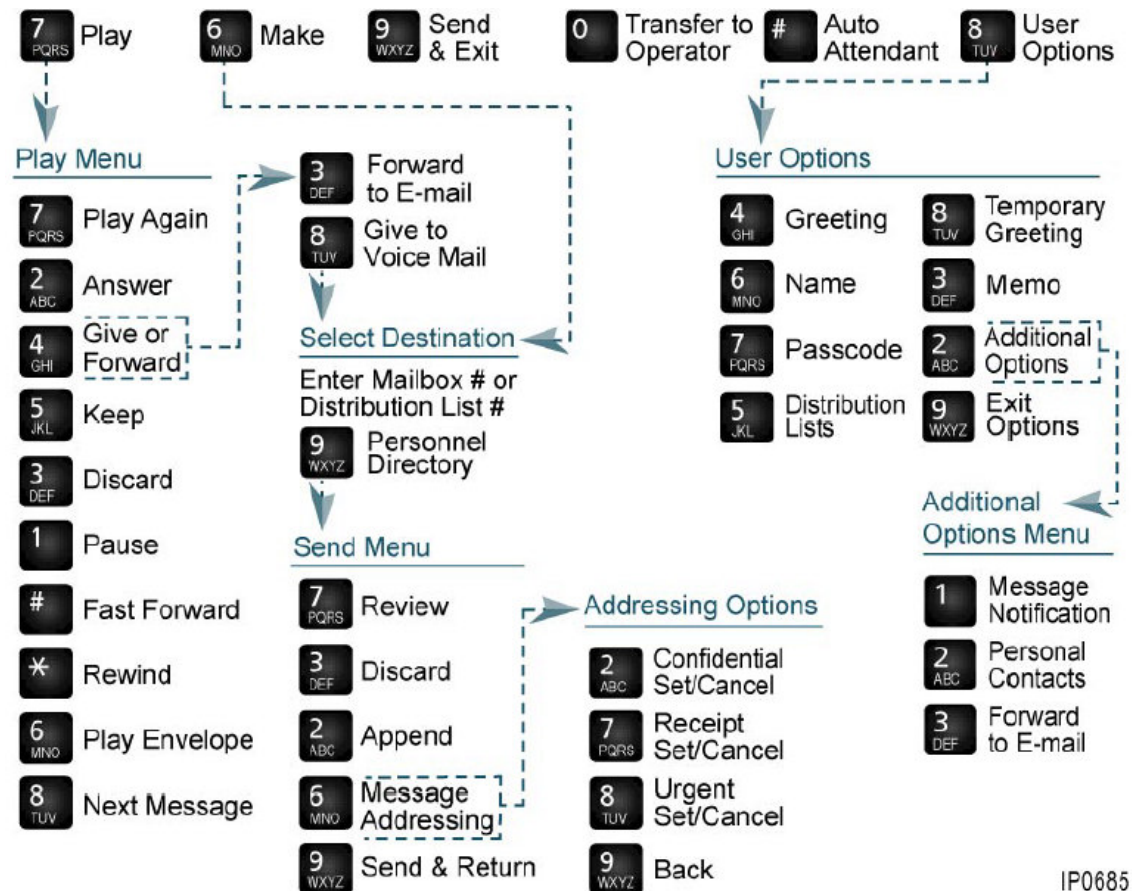 7 PQRS Play
6 MNO Make
9 WXYZ Send & Exit
0 Transfer to Operator
# Auto Attendant
8 TUV User Options
Play Menu
7 PQRS Play Again
2 ABC Answer
4 GHI Give or Forward
5 JKL Keep
3 DEF Discard
1 Pause
# Fast Forward
* Rewind
6 MNO Play Envelope
8 TUV Next Message
3 DEF Forward to E-mail
8 TUV Give to Voice Mail
Select Destination
Enter Mailbox # or
Distribution List #
9 WXYZ Personnel Directory
Send Menu
7 PQRS Review
3 DEF Discard
2 ABC Append
6 MNO Message Addressing
9 WXYZ Send & Return
Addressing Options
2 ABC Confidential Set/Cancel
7 PQRS Receipt Set/Cancel
8 TUV Urgent Set/Cancel
9 WXYZ Back
User Options
4 GHI Greeting
6 MNO Name
7 PQRS Passcode
5 JKL Distribution Lists
8 TUV Temporary Greeting
3 DEF Memo
2 ABC Additional Options
9 WXYZ Exit Options
Additional
Options Menu
1 Message Notification
2 ABC Personal Contacts
3 DEF Forward to E-mail
IP0685